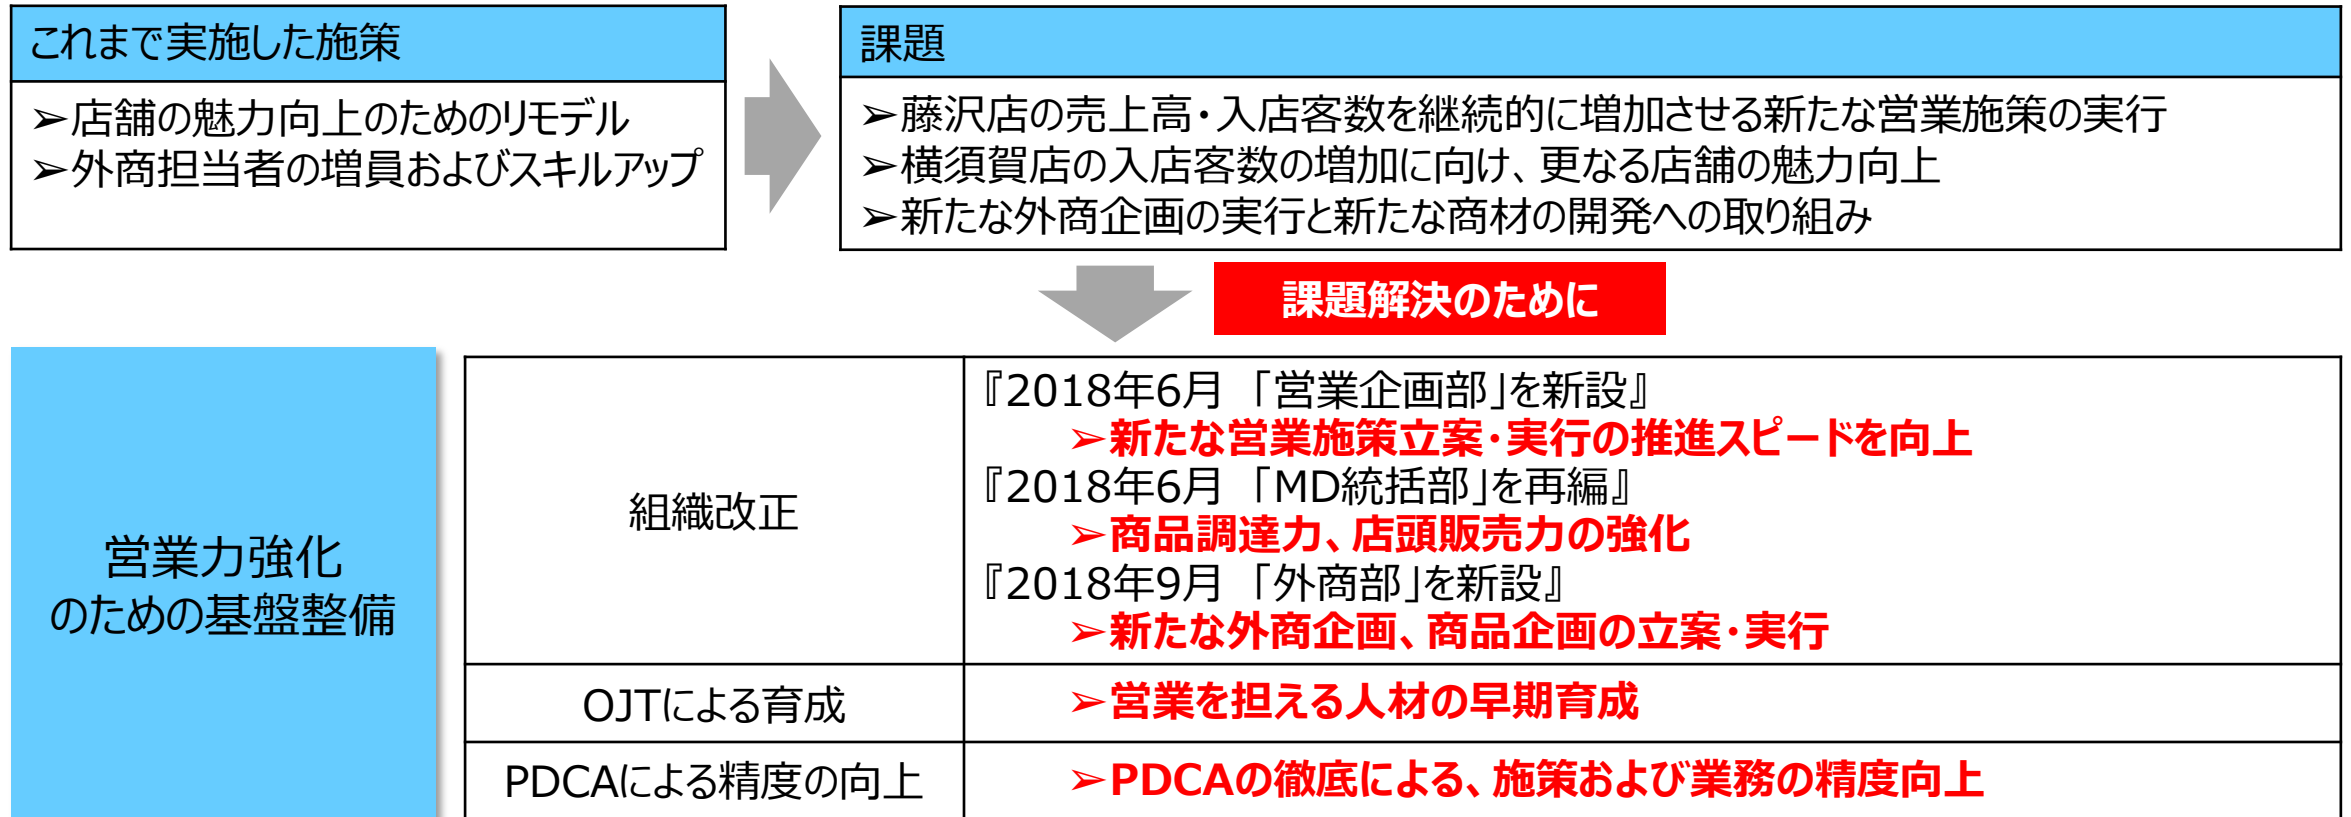 これまで実施した施策
➢店舗の魅力向上のためのリモデル
➢外商担当者の増員およびスキルアップ
課題
➢藤沢店の売上高・入店客数を継続的に増加させる新たな営業施策の実行
➢横須賀店の入店客数の増加に向け、更なる店舗の魅力向上
➢新たな外商企画の実行と新たな商材の開発への取り組み
課題解決のために
営業力強化
のための基盤整備
組織改正
『2018年6月 「営業企画部」を新設』
➢新たな営業施策立案・実行の推進スピードを向上
『2018年6月 「MD統括部」を再編』
➢商品調達力、店頭販売力の強化
『2018年9月 「外商部」を新設』
➢新たな外商企画、商品企画の立案・実行
OJTによる育成
➢営業を担える人材の早期育成
PDCAによる精度の向上
➢PDCAの徹底による、施策および業務の精度向上